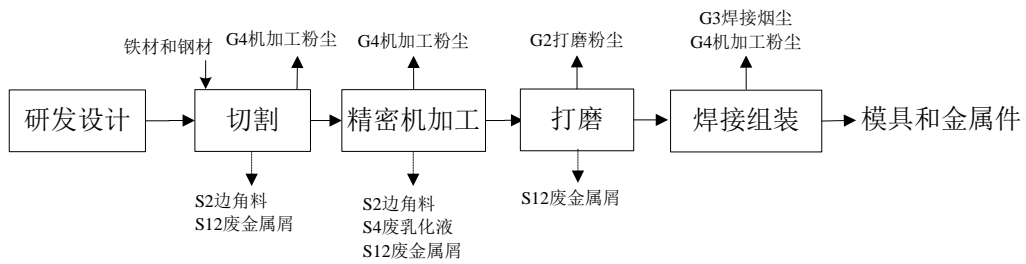 G3焊接烟尘
铁材和钢材
G4机加工粉尘
G4机加工粉尘
G2打磨粉尘
G4机加工粉尘
研发设计
切割
精密机加工
打磨
焊接组装
模具和金属件
S2边角料
S12废金属屑
S2边角料
S4废乳化液
S12废金属屑
S12废金属屑